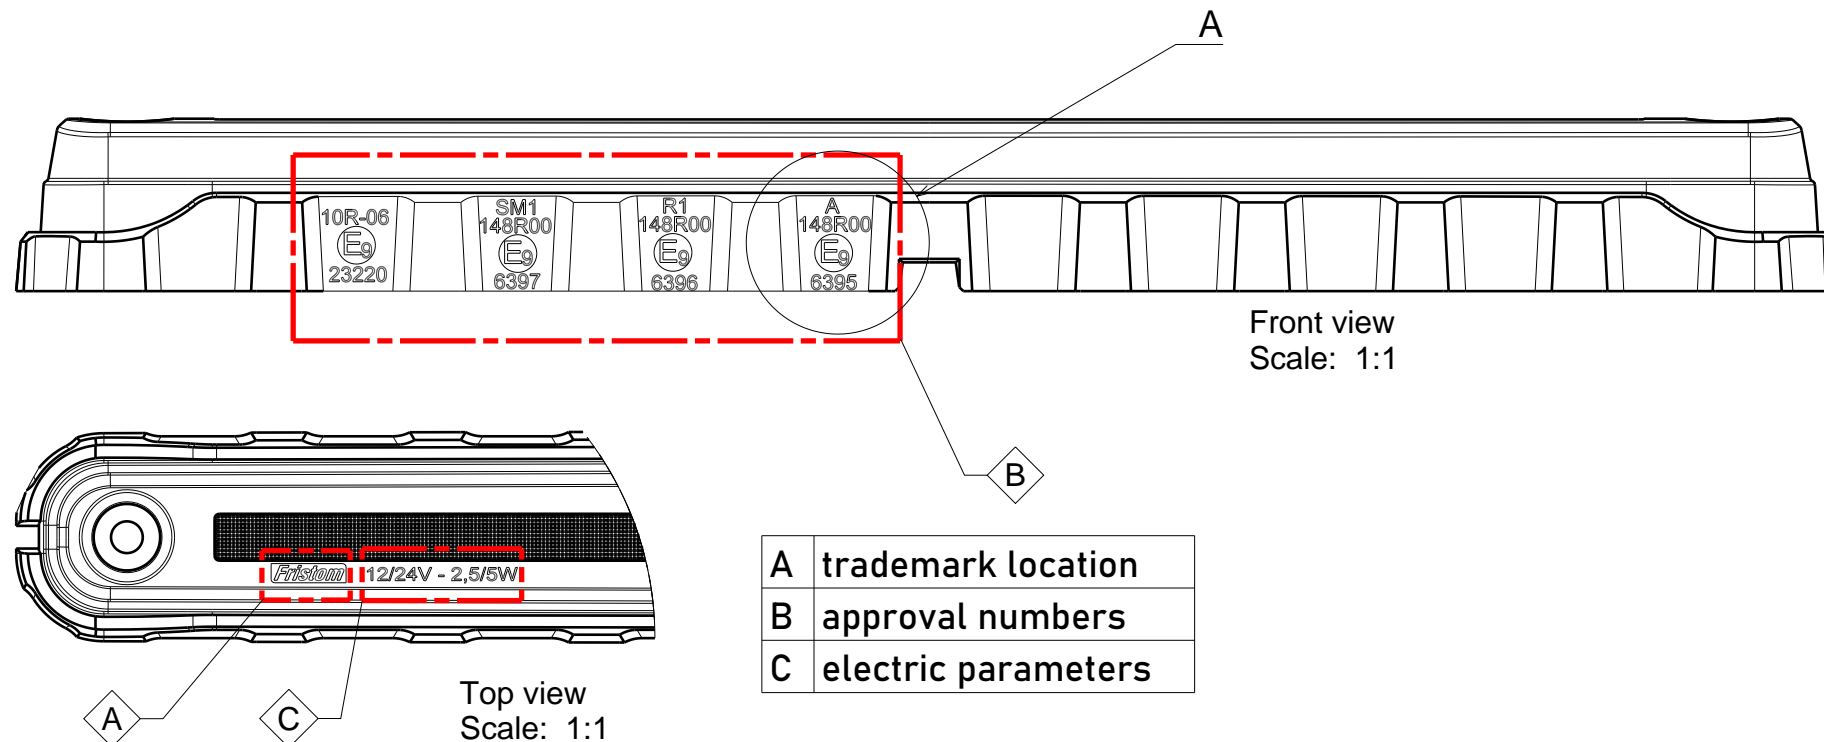 A
10R-06
E9
23220
SM1
148R00
E9
6397
R1
148R00
E9
6396
A
148R00
E9
6395
Front view
Scale: 1:1
B
Fristom
12/24V - 2,5/5W
A
C
Top view
Scale: 1:1
A trademark location
B approval numbers
C electric parameters